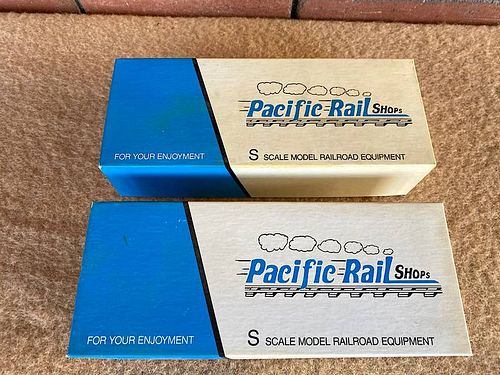 Pacific Rail SHOPS
FOR YOUR ENJOYMENT S SCALE MODEL RAILROAD EQUIPMENT
Pacific Rail SHOPS
FOR YOUR ENJOYMENT S SCALE MODEL RAILROAD EQUIPMENT